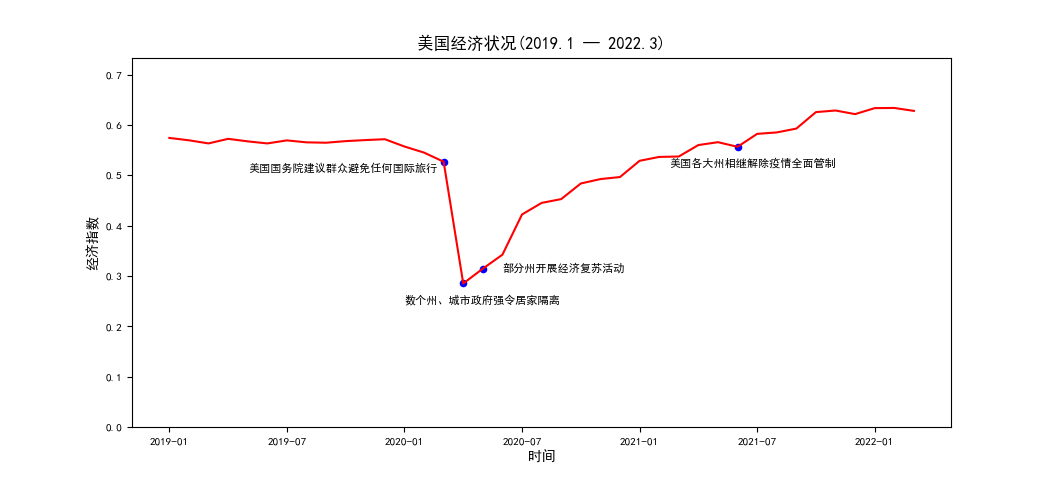 美国经济状况(2019.1 — 2022.3)
0.7
0.6
美国国务院建议群众避免任何国际旅行
美国各大州相继解除疫情全面管制
0.5
0.4
经济指数
部分州开展经济复苏活动
0.3
数个州、城市政府强令居家隔离
0.2
0.1
0.0
2019-01 2019-07 2020-01 2020-07 2021-01 2021-07 2022-01
时间